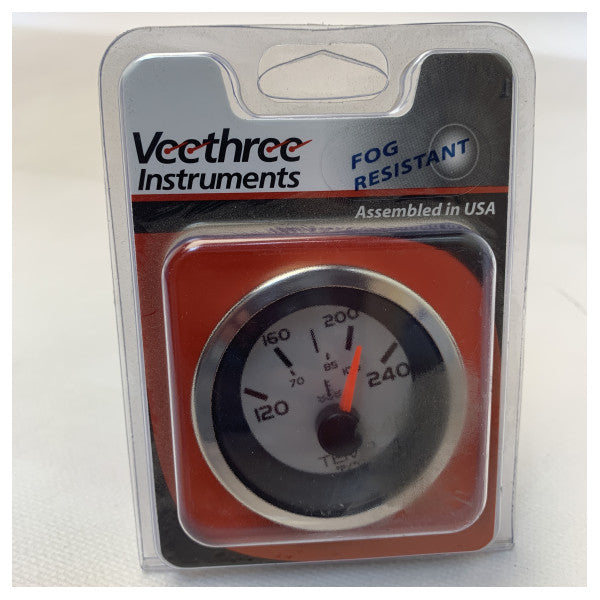 Veethree
Instruments
FOG
RESISTANT
Assembled in USA
200
160
85
70
240
120